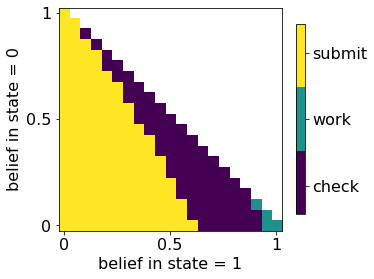 1
submit
belief in state = 0
work
0.5
check
0
0
0.5
1
belief in state = 1